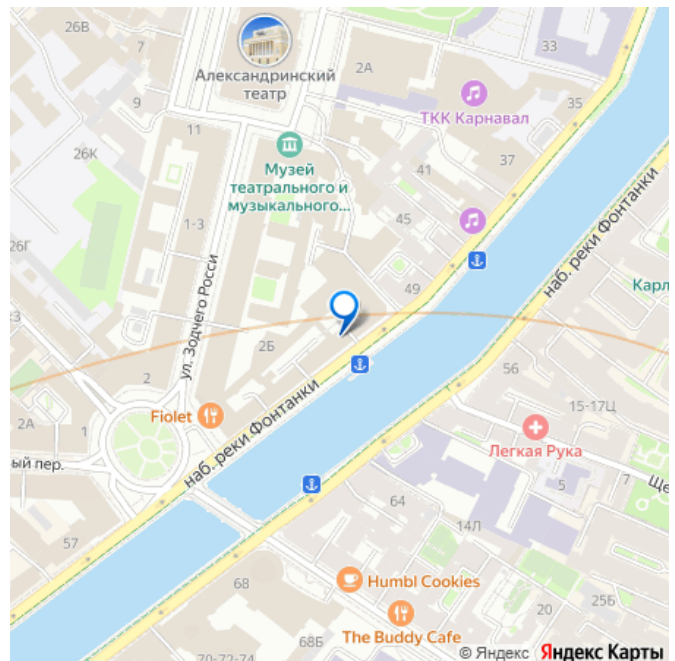 26В
7
33
Александринский
театр
2А
9
ТКК Карнавал
35
11
26К
Музей
театрального и
музыкального...
41
37
1-3
45
26Г
ул. Зодчего Росси
49
наб. реки Фонтанки
Карл
2Б
2
56
2А
1
Fiolet
наб. реки Фонтанки
15-17Ц
Легкая Рука
ый пер.
5
7
Ще
64
14Л
57
68
Humbl Cookies
25Б
20
68Б
The Buddy Cafe
70-72-74
© Яндекс Яндекс Карты